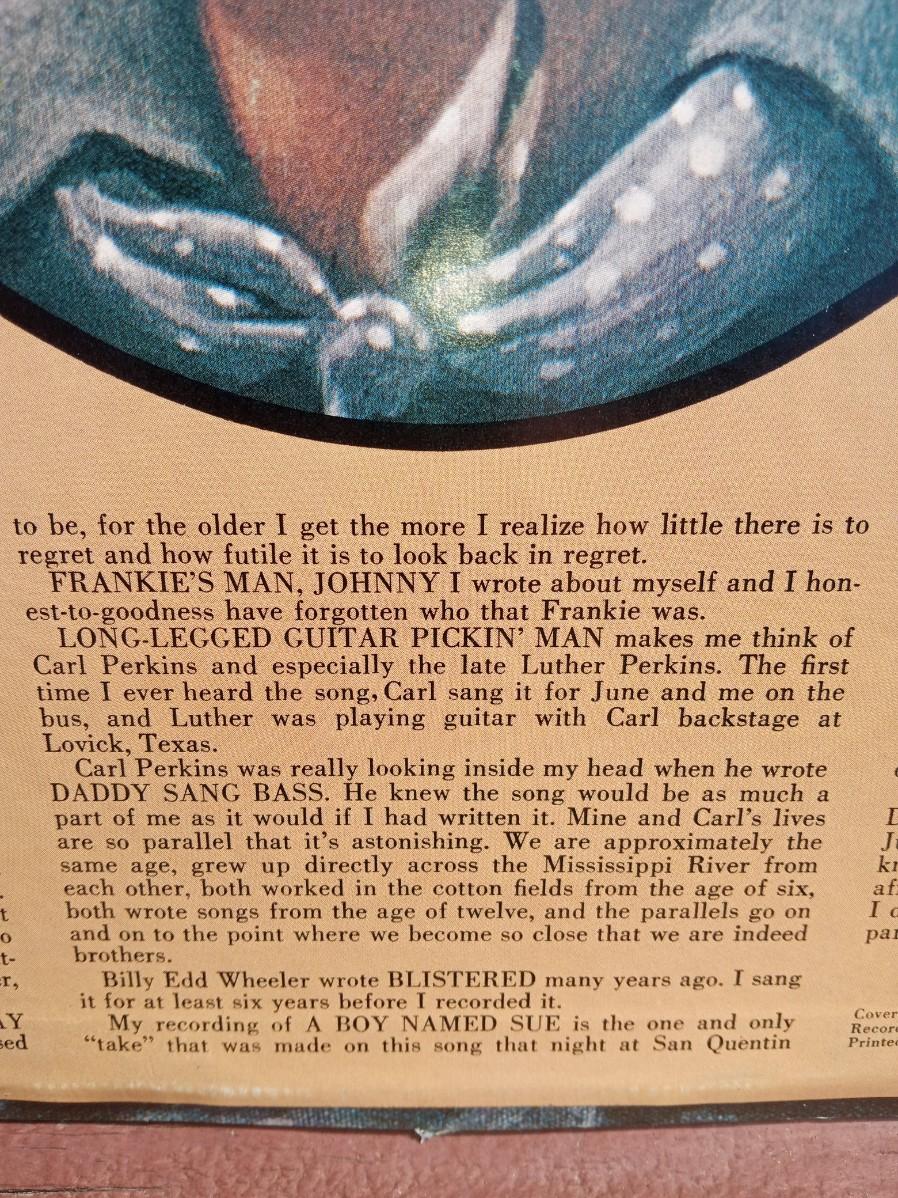 to be, for the older I get the more I realize how little there is to
regret and how futile it is to look back in regret.
FRANKIE'S MAN, JOHNNY I wrote about myself and I hon-
est-to-goodness have forgotten who that Frankie was.
LONG-LEGGED GUITAR PICKIN' MAN makes me think of
Carl Perkins and especially the late Luther Perkins. The first
time I ever heard the song, Carl sang it for June and me on the
bus, and Luther was playing guitar with Carl backstage at
Lovick, Texas.
Carl Perkins was really looking inside my head when he wrote
DADDY SANG BASS. He knew the song would be as much a
part of me as it would if I had written it. Mine and Carl's lives
are so parallel that it's astonishing. We are approximately the
same age, grew up directly across the Mississippi River from
each other, both worked in the cotton fields from the age of six,
both wrote songs from the age of twelve, and the parallels go on
and on to the point where we become so close that we are indeed
brothers.
Billy Edd Wheeler wrote BLISTERED many years ago. I sang
it for at least six years before I recorded it.
My recording of A BOY NAMED SUE is the one and only
"take" that was made on this song that night at San Quentin
Cover
Recor
Printe